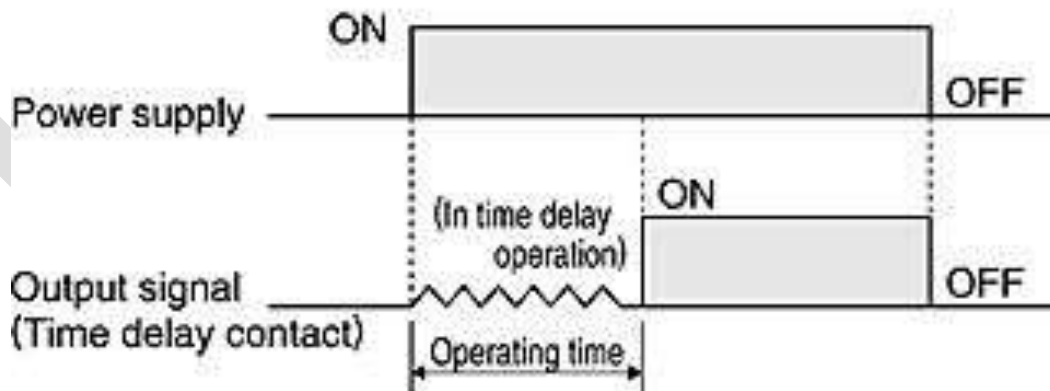 ON
OFF
Power supply
ON
(In time delay
operation)
OFF
Output signal
(Time delay contact)
Operating time